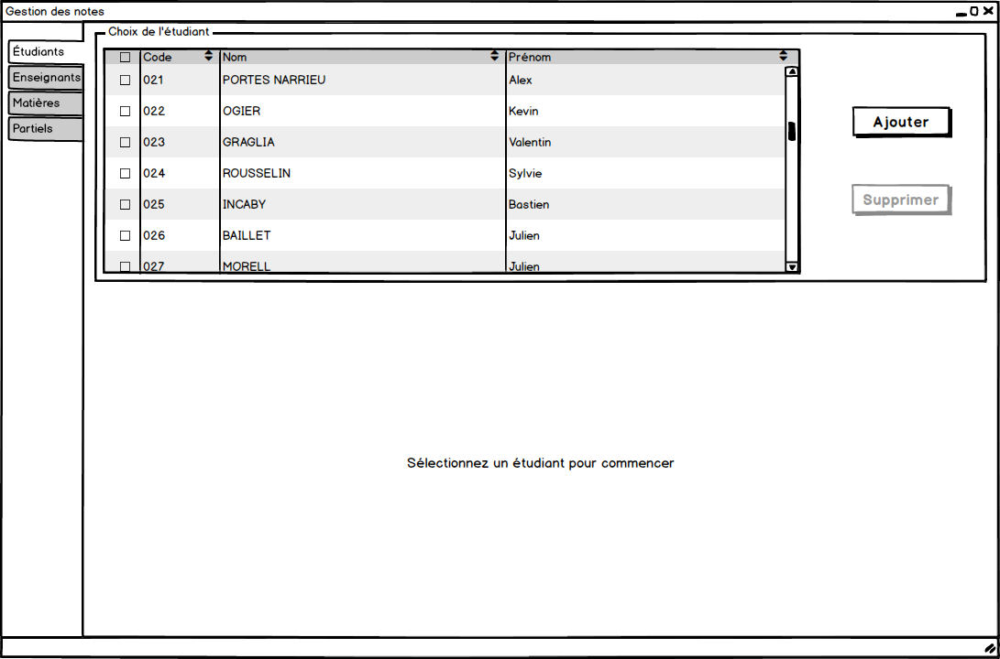 Gestion des notes
Étudiants
Enseignants
Matières
Partiels
Choix de l'étudiant
Code Nom Prénom
021 PORTES NARRIEU Alex
022 OGIER Kevin
023 GRAGLIA Valentin
024 ROUSSELIN Sylvie
025 INCABY Bastien
026 BAILLET Julien
027 MORELL Julien
Ajouter
Supprimer
Sélectionnez un étudiant pour commencer